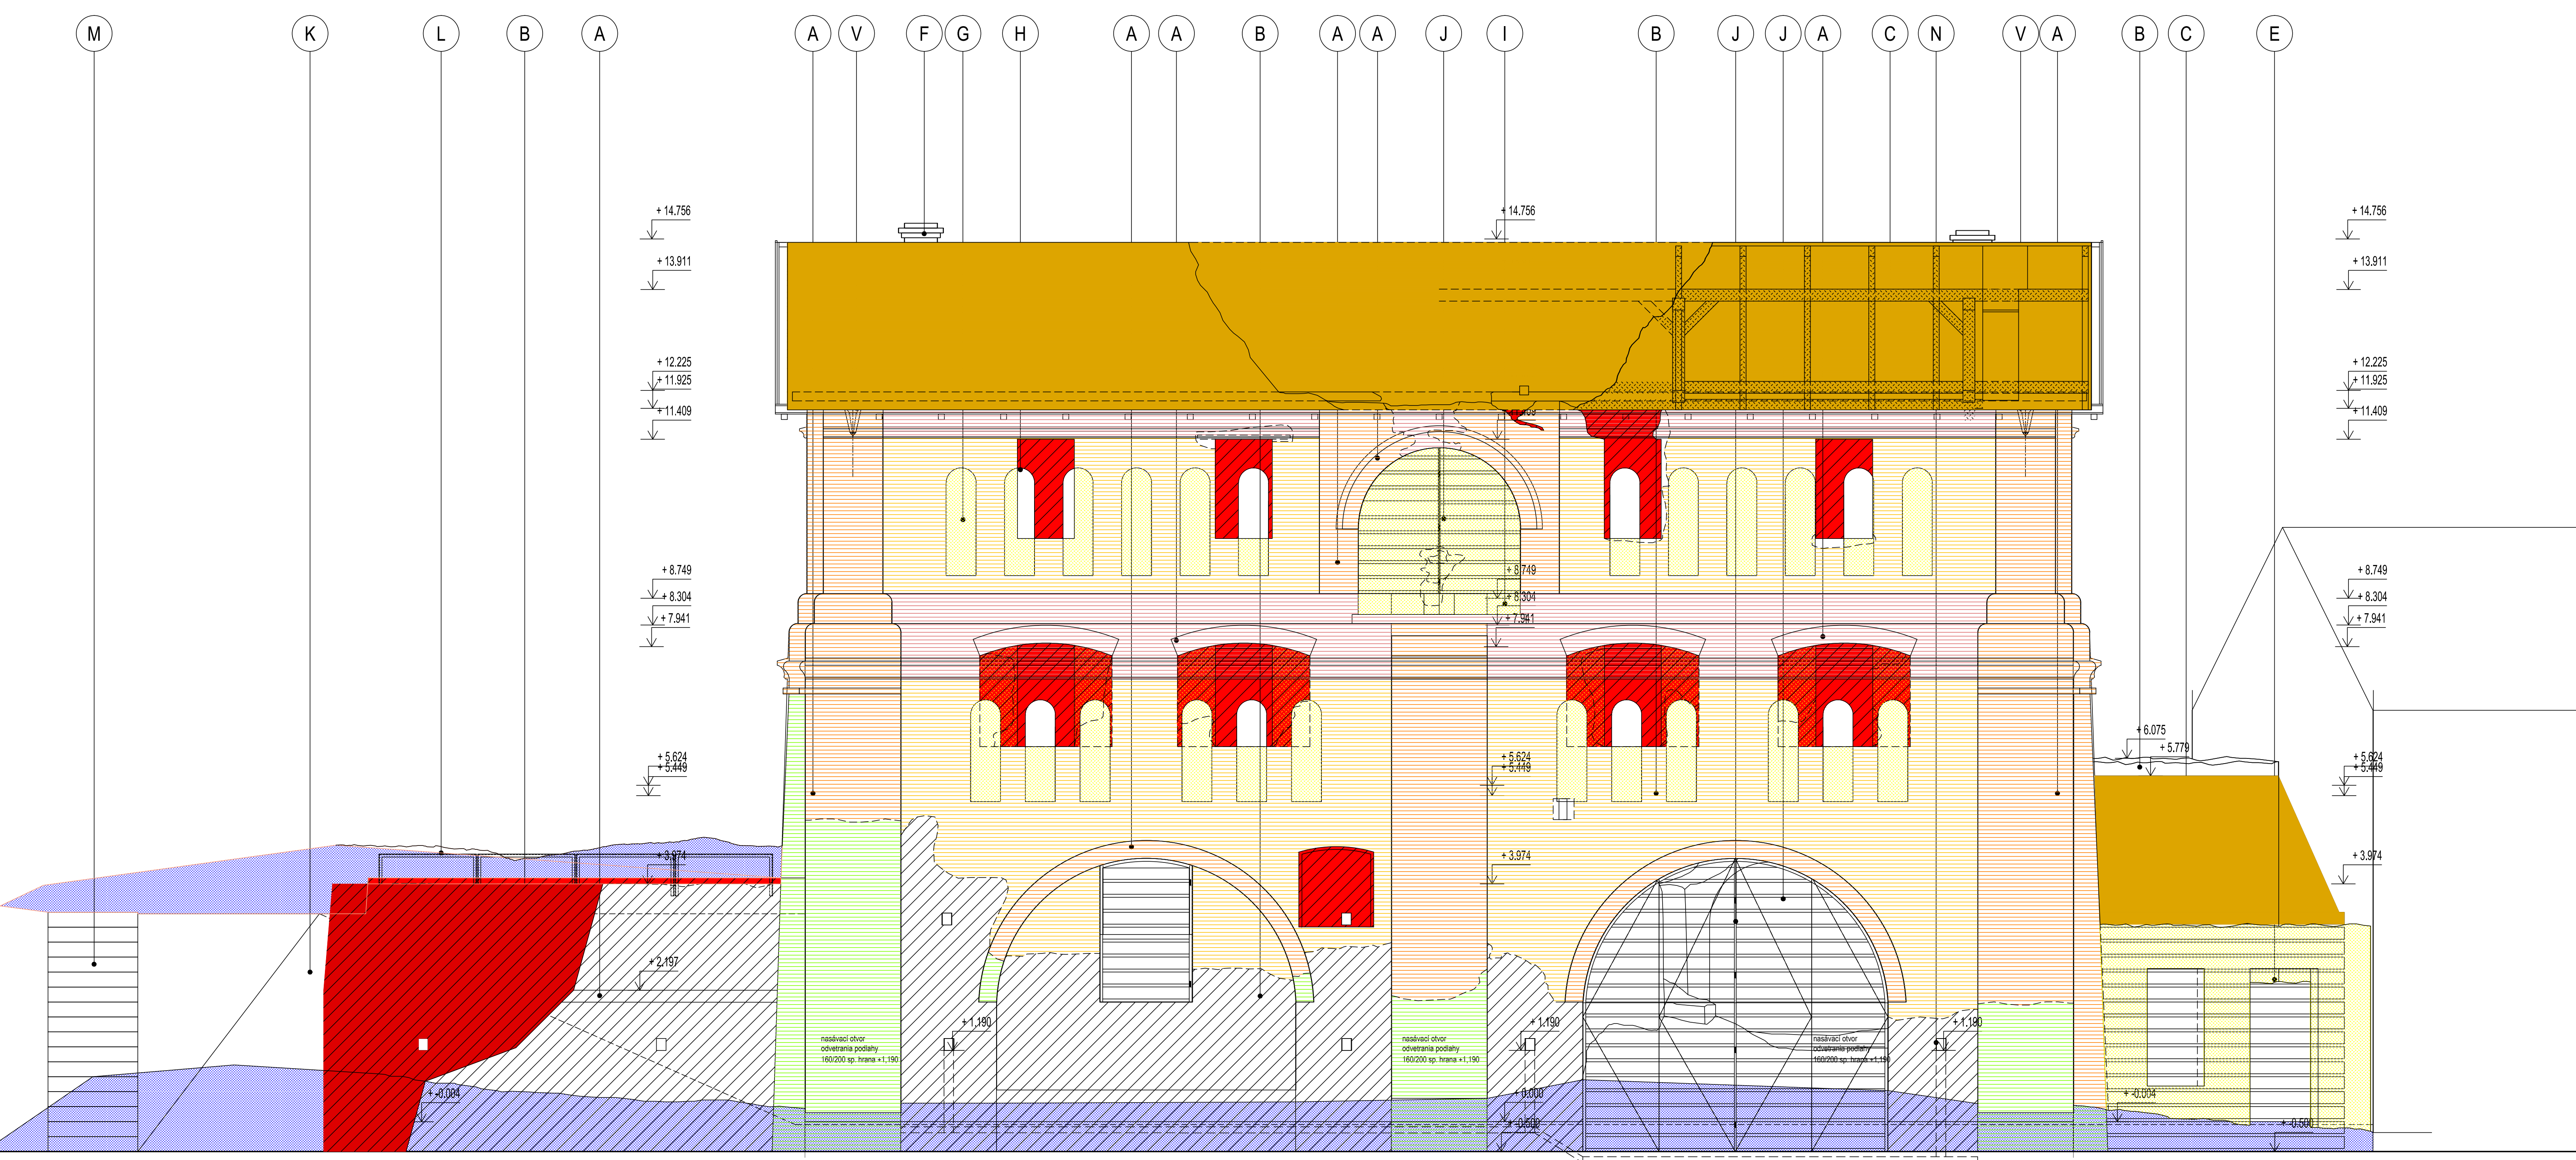 M K L B A A V F G H A A B A A J I B J J A C N V A B C E
+ 14.756 + 14.756 + 14.756
+ 13.911 + 13.911
+ 12.225 + 12.225
+ 11.925 + 11.925
+ 11.409 + 11.409
+ 8.749 + 8.749 + 8.749
+ 8.304 + 8.304 + 8.304
+ 7.941 + 7.941 + 7.941
+ 6.075
+ 5.779
+ 5.624 + 5.624 + 5.624
+ 5.449 + 5.449 + 5.449
+ 3.974 + 3.974 + 3.974
+ 2.197
+ 1.190 + 1.190 + 1.190
nasávací otvor
odvetrania podlahy
160/200 sp. hrana +1,190
nasávací otvor
odvetrania podlahy
160/200 sp. hrana +1,190
nasávací otvor
odvetrania podlahy
160/200 sp. hrana +1,190
+ -0.004 + 0.000 + -0.004
+ -0.500 + -0.500